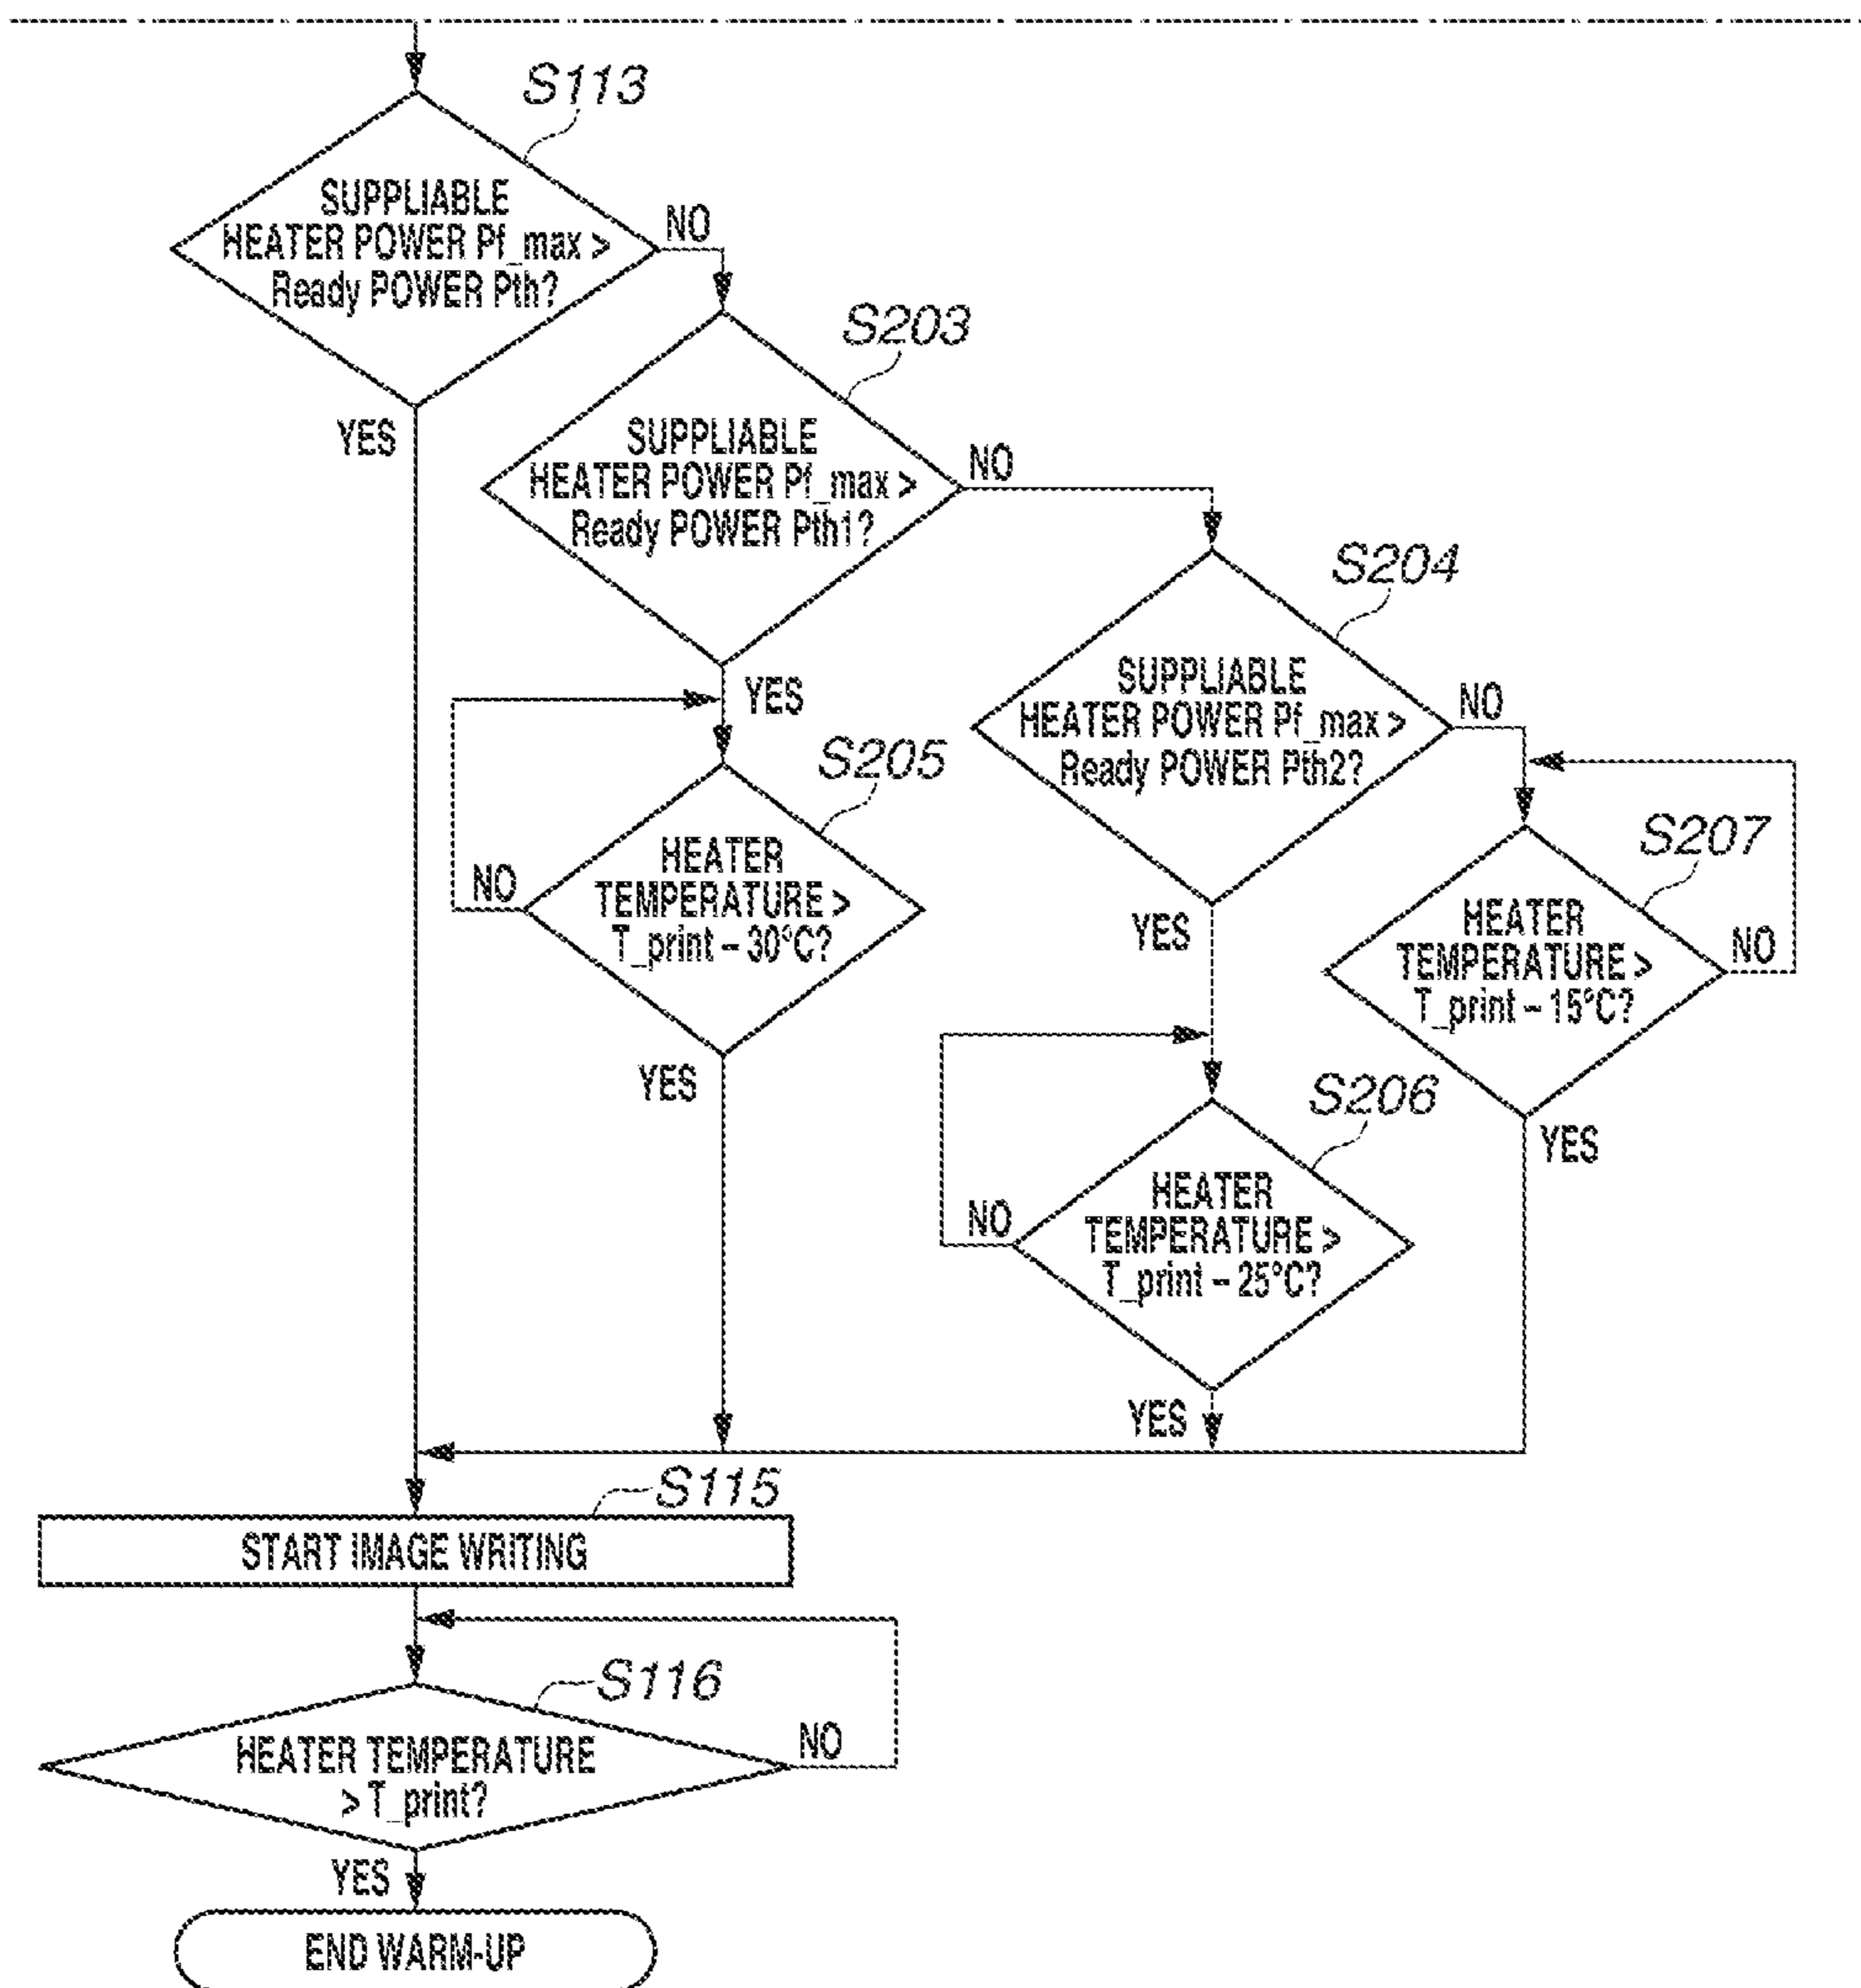 S113
SUPPLIABLE
HEATER POWER Pf_max >
Ready POWER Pth?
NO
YES
S203
SUPPLIABLE
HEATER POWER Pf_max >
Ready POWER Pth1?
NO
YES
S204
SUPPLIABLE
HEATER POWER Pf_max >
Ready POWER Pth2?
NO
YES
S205
HEATER
TEMPERATURE >
T_print – 30°C?
NO
YES
S207
HEATER
TEMPERATURE >
T_print – 15°C?
NO
YES
S206
HEATER
TEMPERATURE >
T_print – 25°C?
NO
YES
S115
START IMAGE WRITING
S116
HEATER TEMPERATURE
> T_print?
NO
YES
END WARM-UP